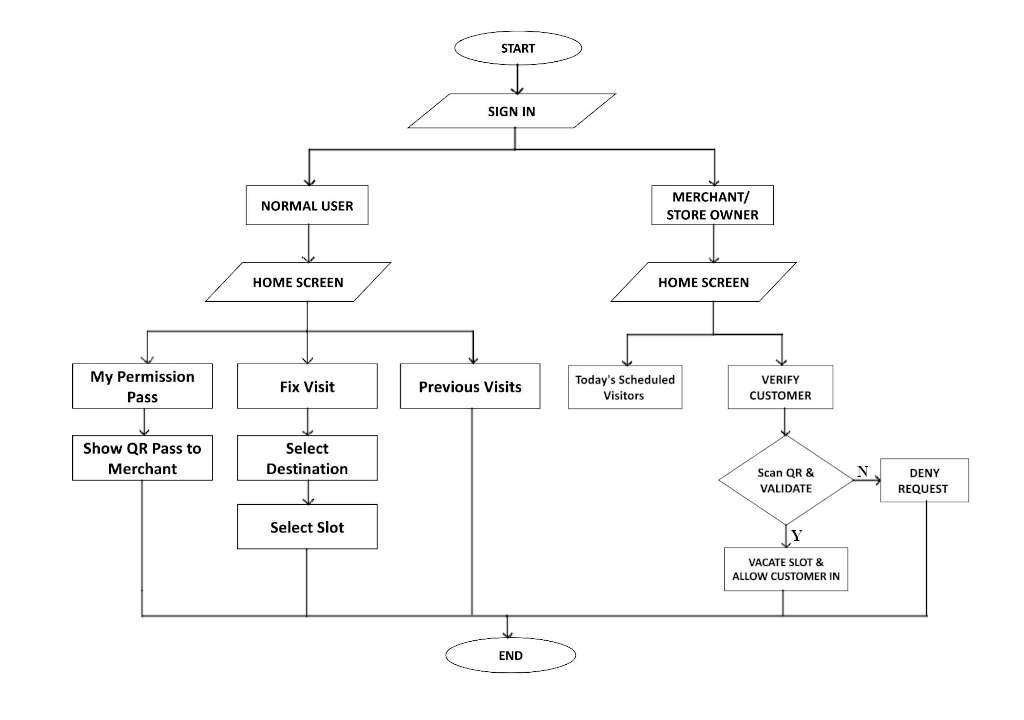 START
SIGN IN
NORMAL USER
MERCHANT/
STORE OWNER
HOME SCREEN
HOME SCREEN
My Permission
Pass
Fix Visit
Previous Visits
Today's Scheduled
Visitors
VERIFY
CUSTOMER
Show QR Pass to
Merchant
Select
Destination
Scan QR &
VALIDATE
N
DENY
REQUEST
Select Slot
Y
VACATE SLOT &
ALLOW CUSTOMER IN
END